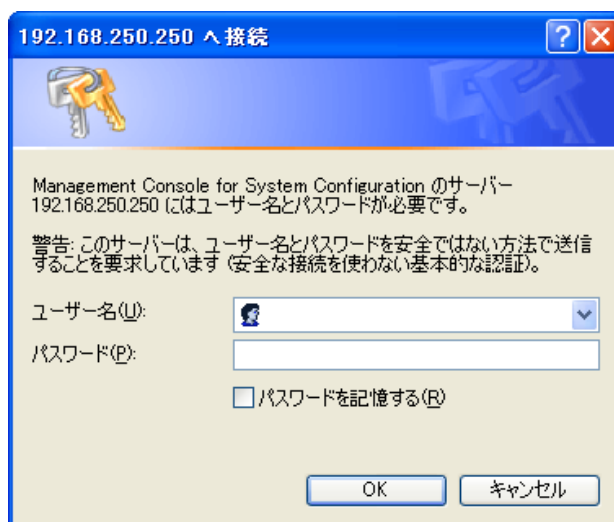 192.168.250.250 へ接続
Management Console for System Configuration のサーバー
192.168.250.250 にはユーザー名とパスワードが必要です。
警告: このサーバーは、ユーザー名とパスワードを安全ではない方法で送信
することを要求しています (安全な接続を使わない基本的な認証)。
ユーザー名(U):
パスワード(P):
パスワードを記憶する(R)
OK キャンセル